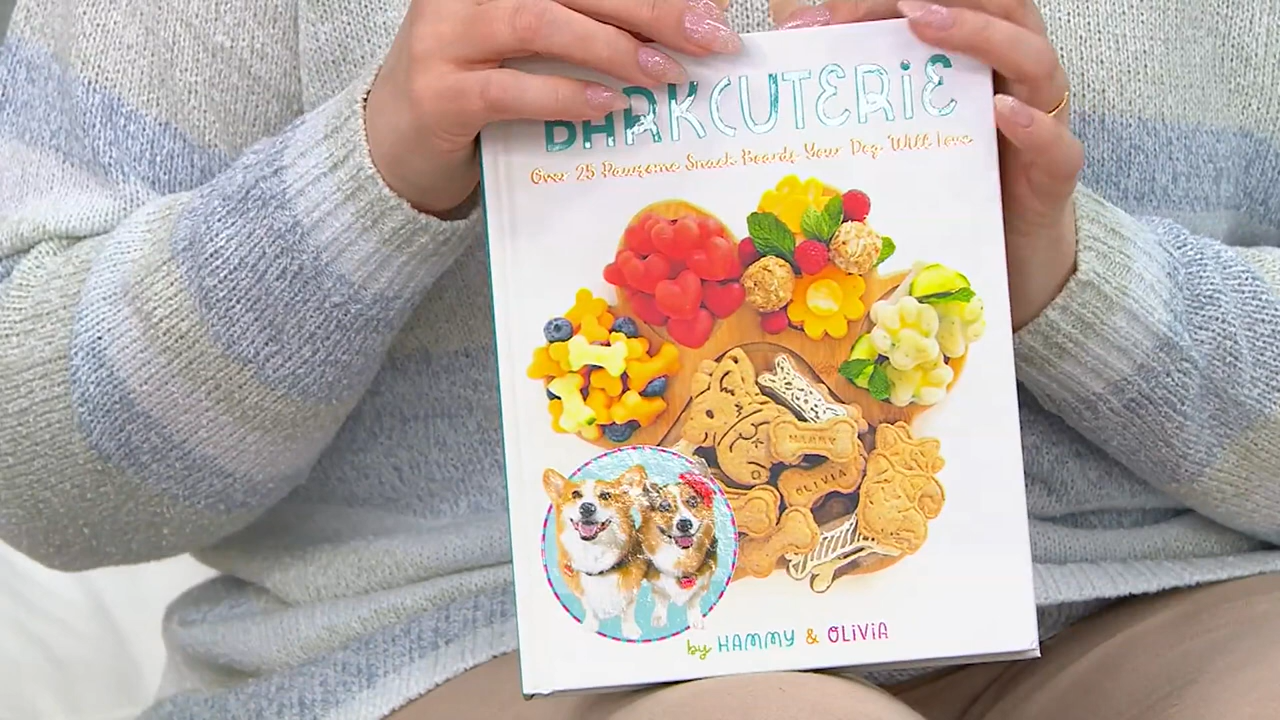 BARKCUTERIE
Over 25 Pawsome Snack Boards Your Dog Will Love
HAMMY
OLIVIA
by HAMMY & OLIVIA